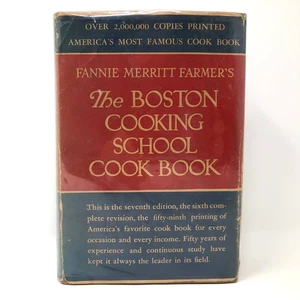 OVER 2,000,000 COPIES PRINTED
AMERICA'S MOST FAMOUS COOK BOOK
FANNIE MERRITT FARMER'S
The BOSTON
COOKING
SCHOOL
COOK BOOK
This is the seventh edition, the sixth com-
plete revision, the fifty-ninth printing of
America's favorite cook book for every
occasion and every income. Fifty years of
experience and continuous study have
kept it always the leader in its field.